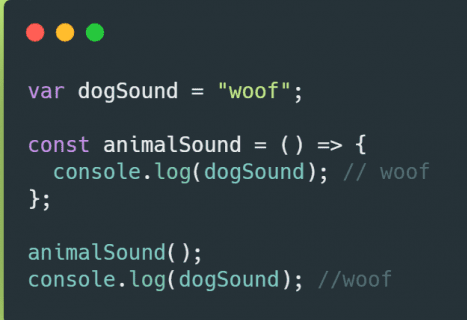 var dogSound = "woof";
const animalSound = () => {
console.log(dogSound); // woof
};
animalSound();
console.log(dogSound); //woof